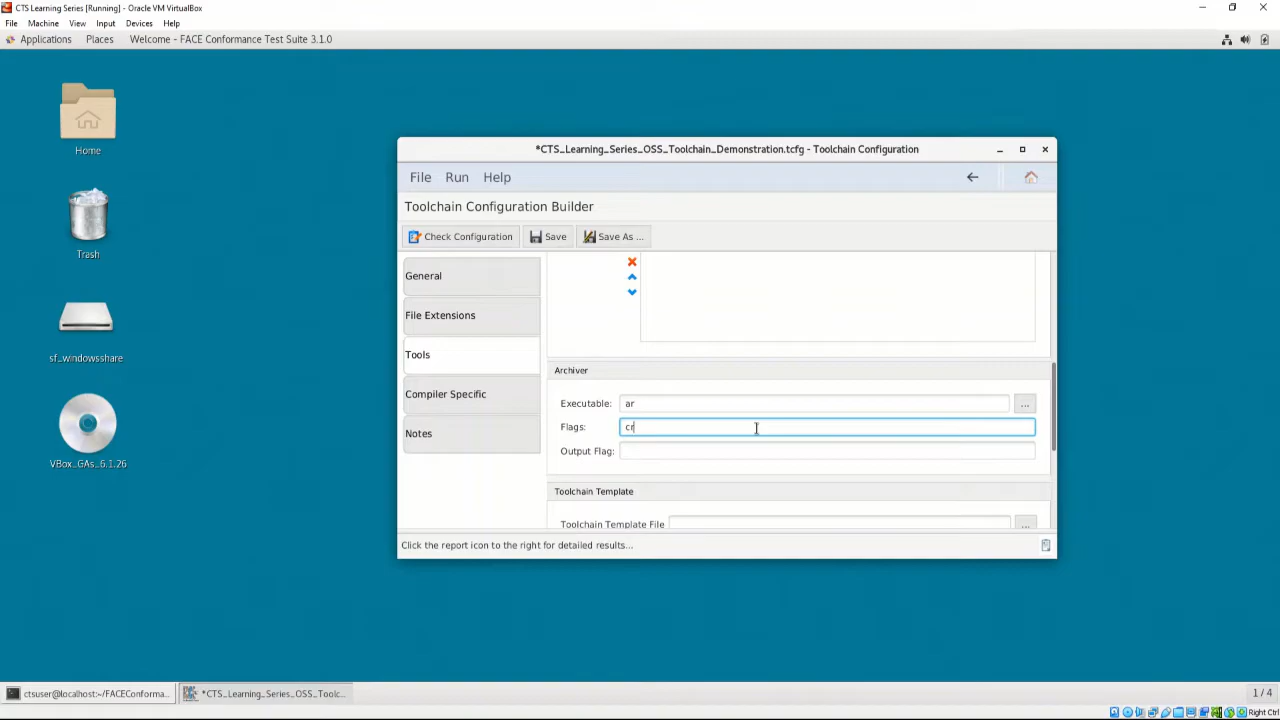 CTS Learning Series [Running] - Oracle VM VirtualBox
File Machine View Input Devices Help
Applications Places Welcome - FACE Conformance Test Suite 3.1.0
Home
Trash
sf_windowsshare
VBox_GAs_6.1.26
*CTS_Learning_Series_OSS_Toolchain_Demonstration.tcfg - Toolchain Configuration
File Run Help
Toolchain Configuration Builder
Check Configuration Save Save As ...
General
File Extensions
Tools
Compiler Specific
Notes
Archiver
Executable: ar ...
Flags: cr
Output Flag:
Toolchain Template
Toolchain Template File ...
Click the report icon to the right for detailed results...
ctsuser@localhost:~/FACEConforma... *CTS_Learning_Series_OSS_Toolc... 1 / 4
Right Ctrl